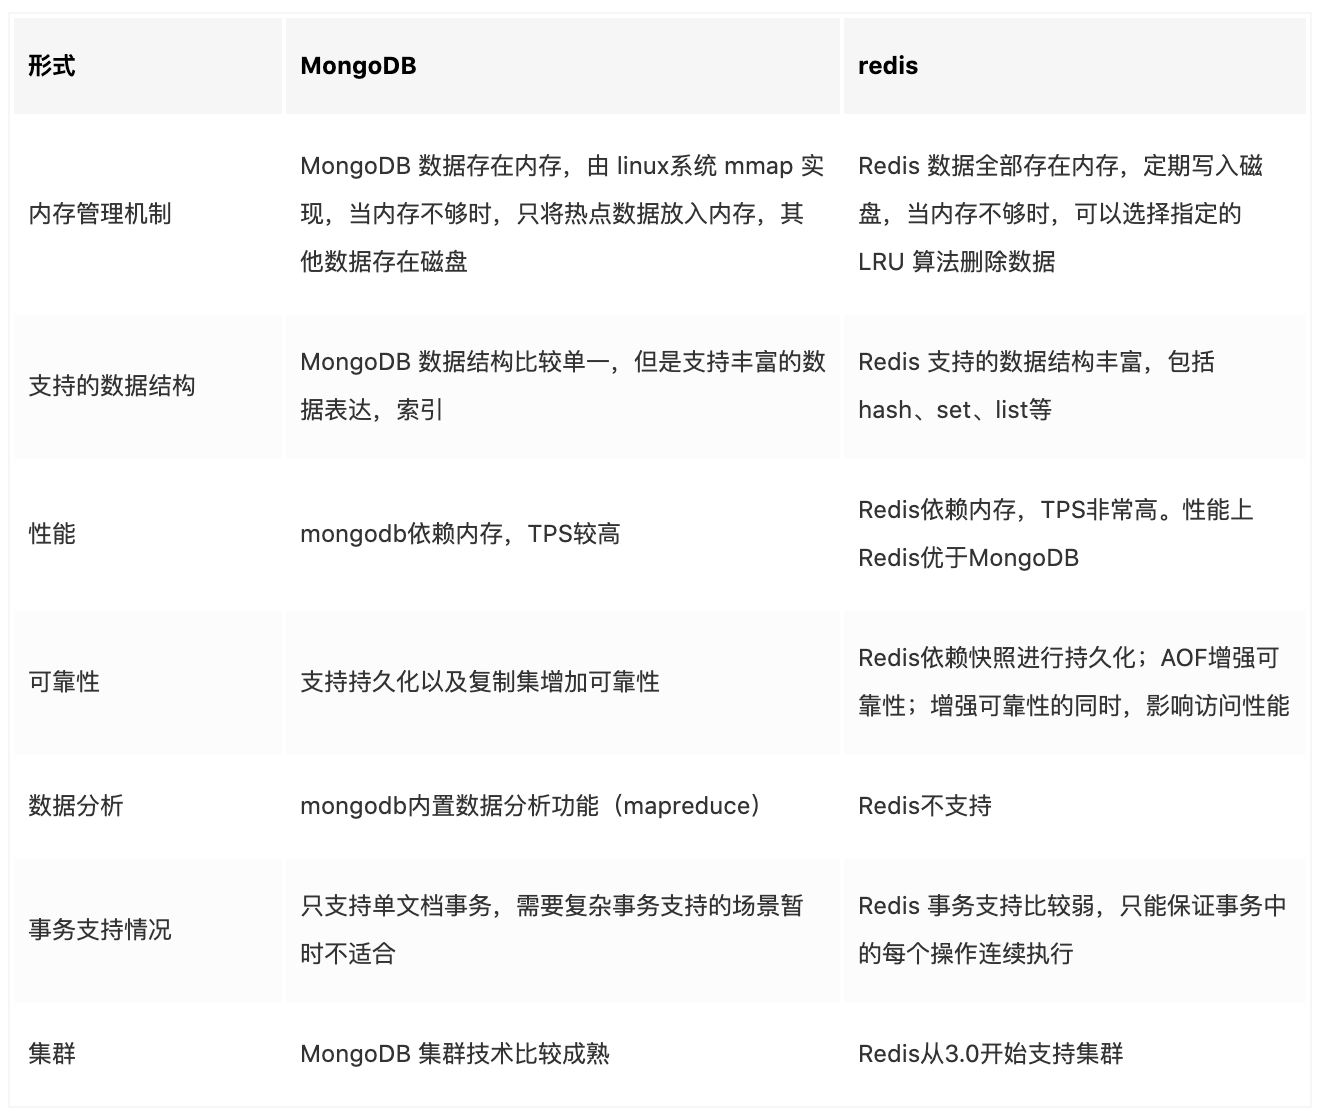 形式
MongoDB
redis
内存管理机制
MongoDB 数据存在内存，由 linux系统 mmap 实
现，当内存不够时，只将热点数据放入内存，其
他数据存在磁盘
Redis 数据全部存在内存，定期写入磁
盘，当内存不够时，可以选择指定的
LRU 算法删除数据
支持的数据结构
MongoDB 数据结构比较单一，但是支持丰富的数
据表达，索引
Redis 支持的数据结构丰富，包括
hash、set、list等
性能
mongodb依赖内存，TPS较高
Redis依赖内存，TPS非常高。性能上
Redis优于MongoDB
可靠性
支持持久化以及复制集增加可靠性
Redis依赖快照进行持久化；AOF增强可
靠性；增强可靠性的同时，影响访问性能
数据分析
mongodb内置数据分析功能（mapreduce）
Redis不支持
事务支持情况
只支持单文档事务，需要复杂事务支持的场景暂
时不适合
Redis 事务支持比较弱，只能保证事务中
的每个操作连续执行
集群
MongoDB 集群技术比较成熟
Redis从3.0开始支持集群